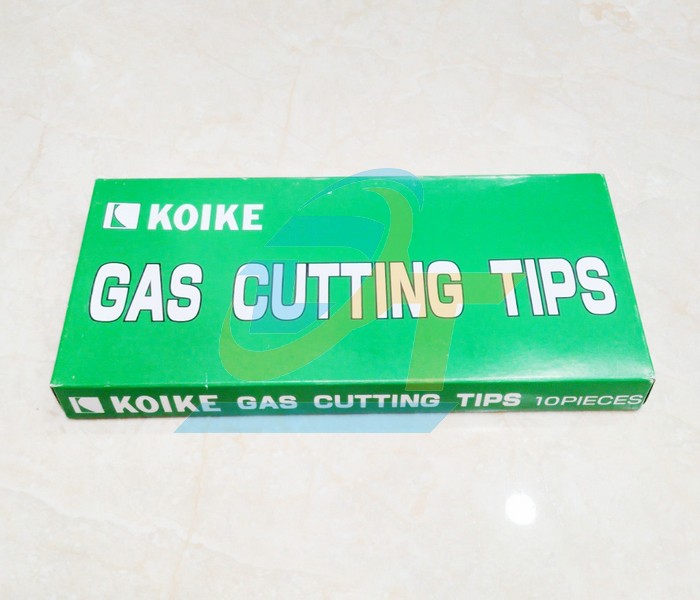 KOIKE
GAS CUTTING TIPS
KOIKE GAS CUTTING TIPS 10PIECES